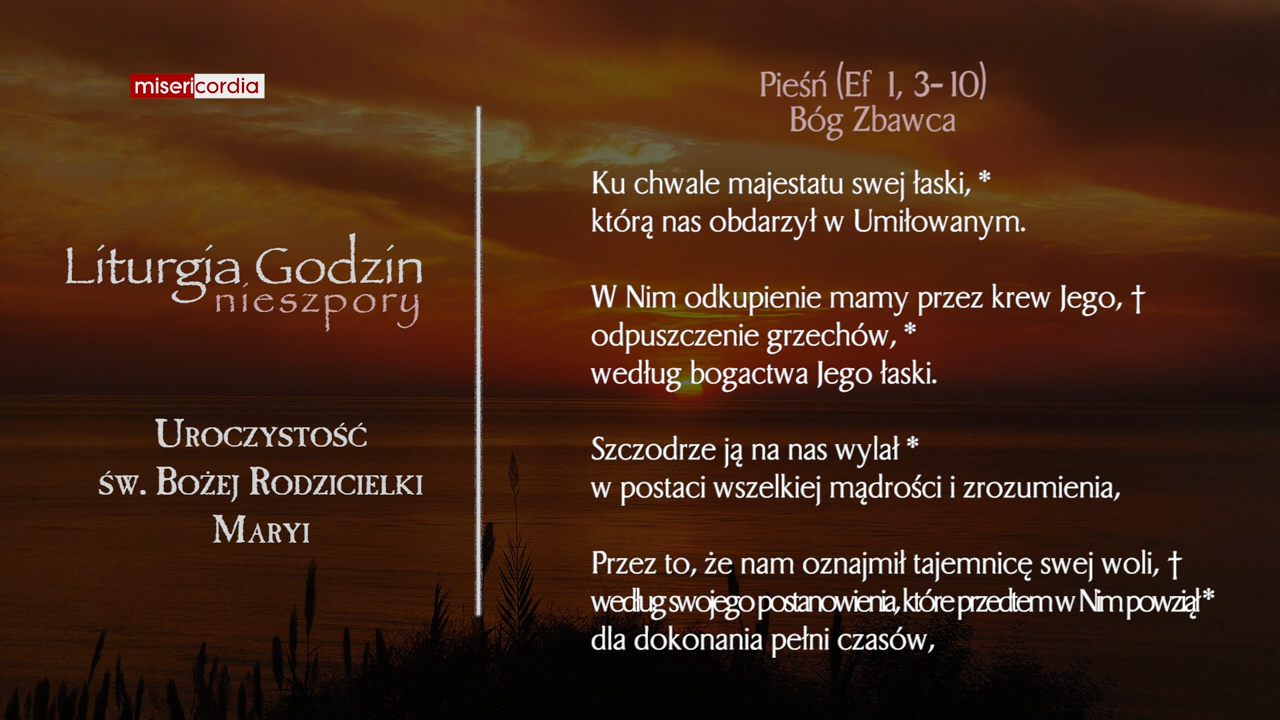 misericordia
Liturgia Godzin
nieszpory
Uroczystość
św. Bożej Rodzicielki
Maryi
Pieśń (Ef 1, 3-10)
Bóg Zbawca
Ku chwale majestatu swej łaski, *
którą nas obdarzył w Umiłowanym.
W Nim odkupienie mamy przez krew Jego, †
odpuszczenie grzechów, *
według bogactwa Jego łaski.
Szczodrze ją na nas wylał *
w postaci wszelkiej mądrości i zrozumienia,
Przez to, że nam oznajmił tajemnicę swej woli, †
według swojego postanowienia, które przedtem w Nim powziął *
dla dokonania pełni czasów,